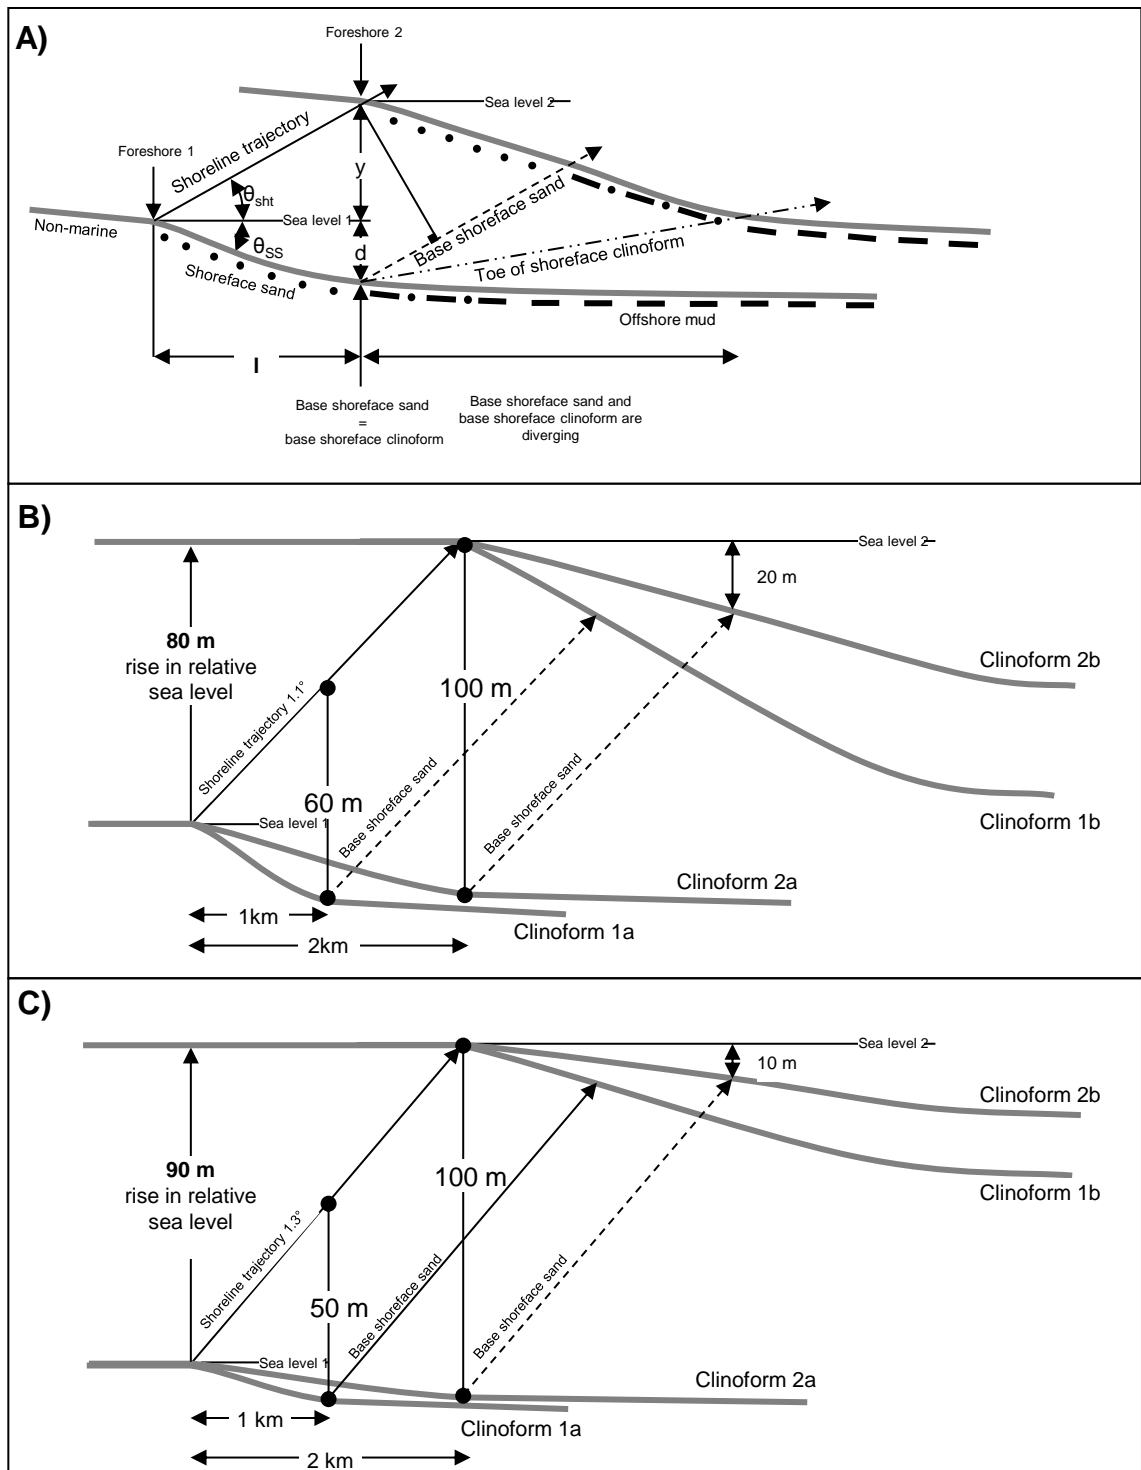 A)
Foreshore 2
Sea level 2
Foreshore 1
Shoreline trajectory
y
θsht
Sea level 1
Non-marine
θSS
d
Base shoreface sand
Shoreface sand
Toe of shoreface clinoform
Offshore mud
l
Base shoreface sand
=
base shoreface clinoform
Base shoreface sand and
base shoreface clinoform are
diverging
B)
Sea level 2
20 m
80 m
rise in relative
sea level
Clinoform 2b
100 m
Shoreline trajectory 1.1°
60 m
Base shoreface sand
Base shoreface sand
Sea level 1
Clinoform 1b
Clinoform 2a
1km
Clinoform 1a
2km
C)
Sea level 2
10 m
Clinoform 2b
90 m
rise in relative
sea level
100 m
Clinoform 1b
Shoreline trajectory 1.3°
50 m
Base shoreface sand
Base shoreface sand
Sea level 1
Clinoform 2a
1 km
Clinoform 1a
2 km